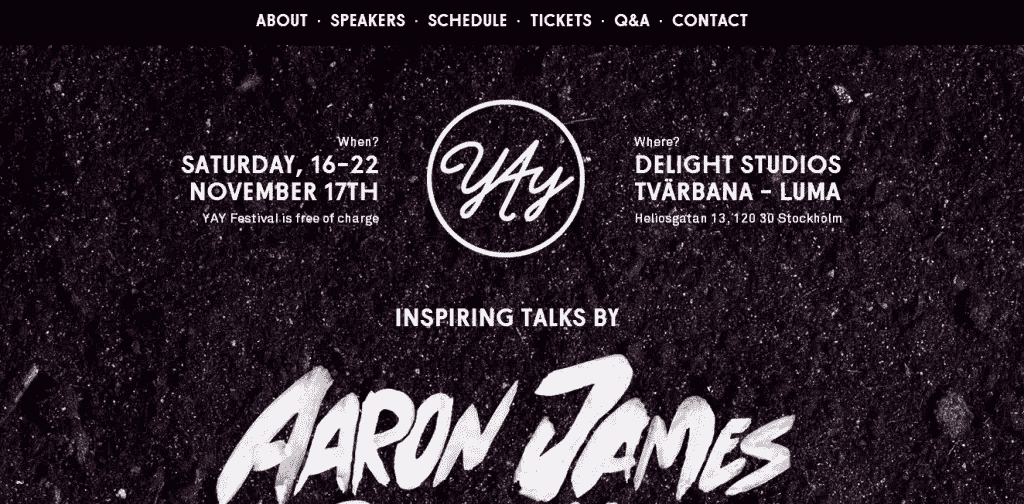 ABOUT · SPEAKERS · SCHEDULE · TICKETS · Q&A · CONTACT
When?
SATURDAY, 16–22
NOVEMBER 17TH
YAY Festival is free of charge
YAy
Where?
DELIGHT STUDIOS
TVÄRBANA – LUMA
Heliosgatan 13, 120 30 Stockholm
INSPIRING TALKS BY
AARON JAMES